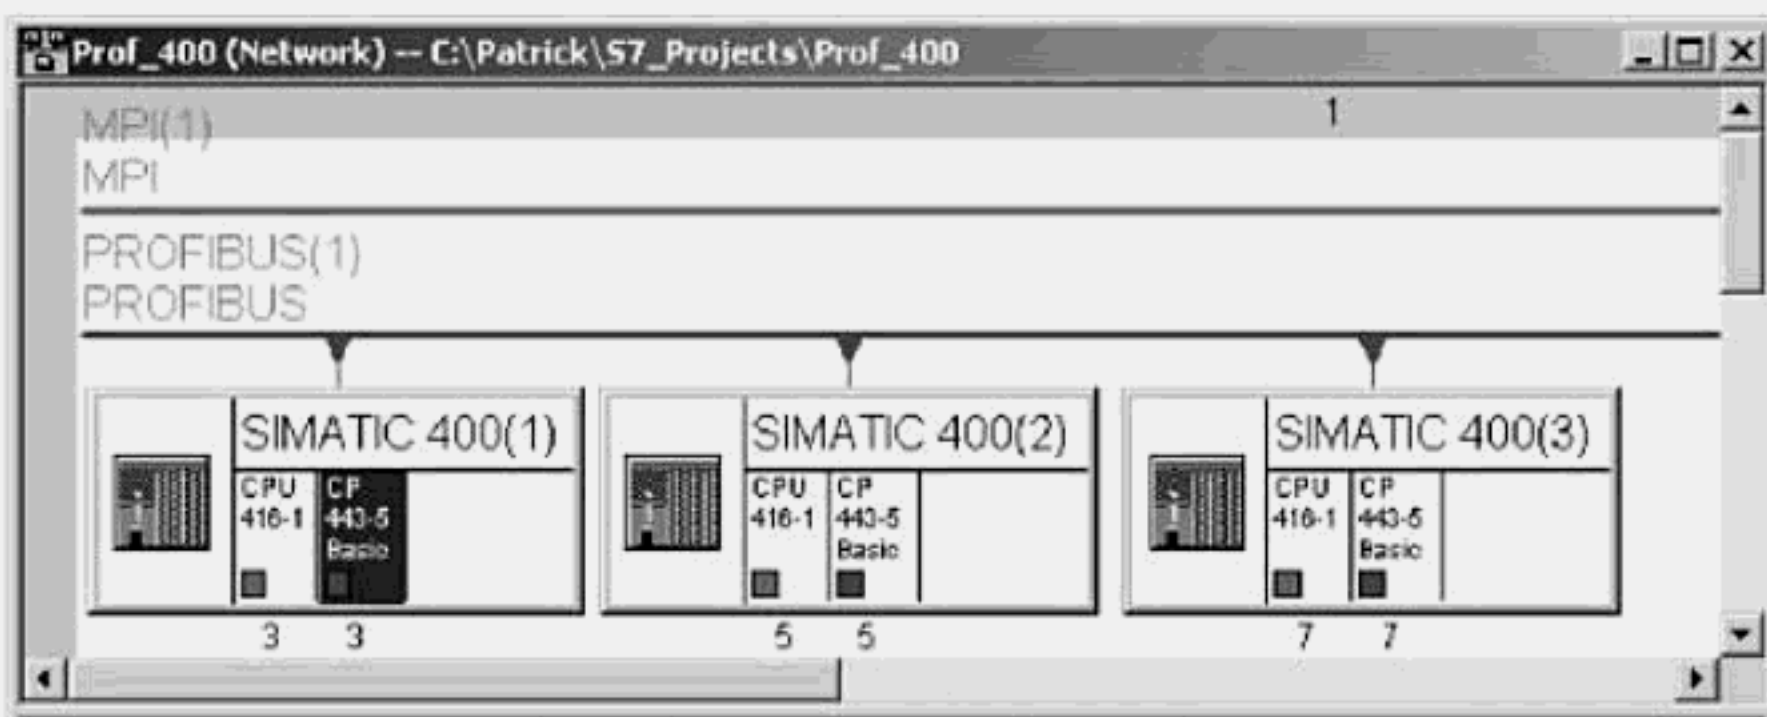 Prof_400 (Network) -- C:\Patrick\S7_Projects\Prof_400
1
MPI(1)
MPI
PROFIBUS(1)
PROFIBUS
SIMATIC 400(1)
CPU
416-1
CP
443-5
Basic
3 3
SIMATIC 400(2)
CPU
416-1
CP
443-5
Basic
5 5
SIMATIC 400(3)
CPU
416-1
CP
443-5
Basic
7 7